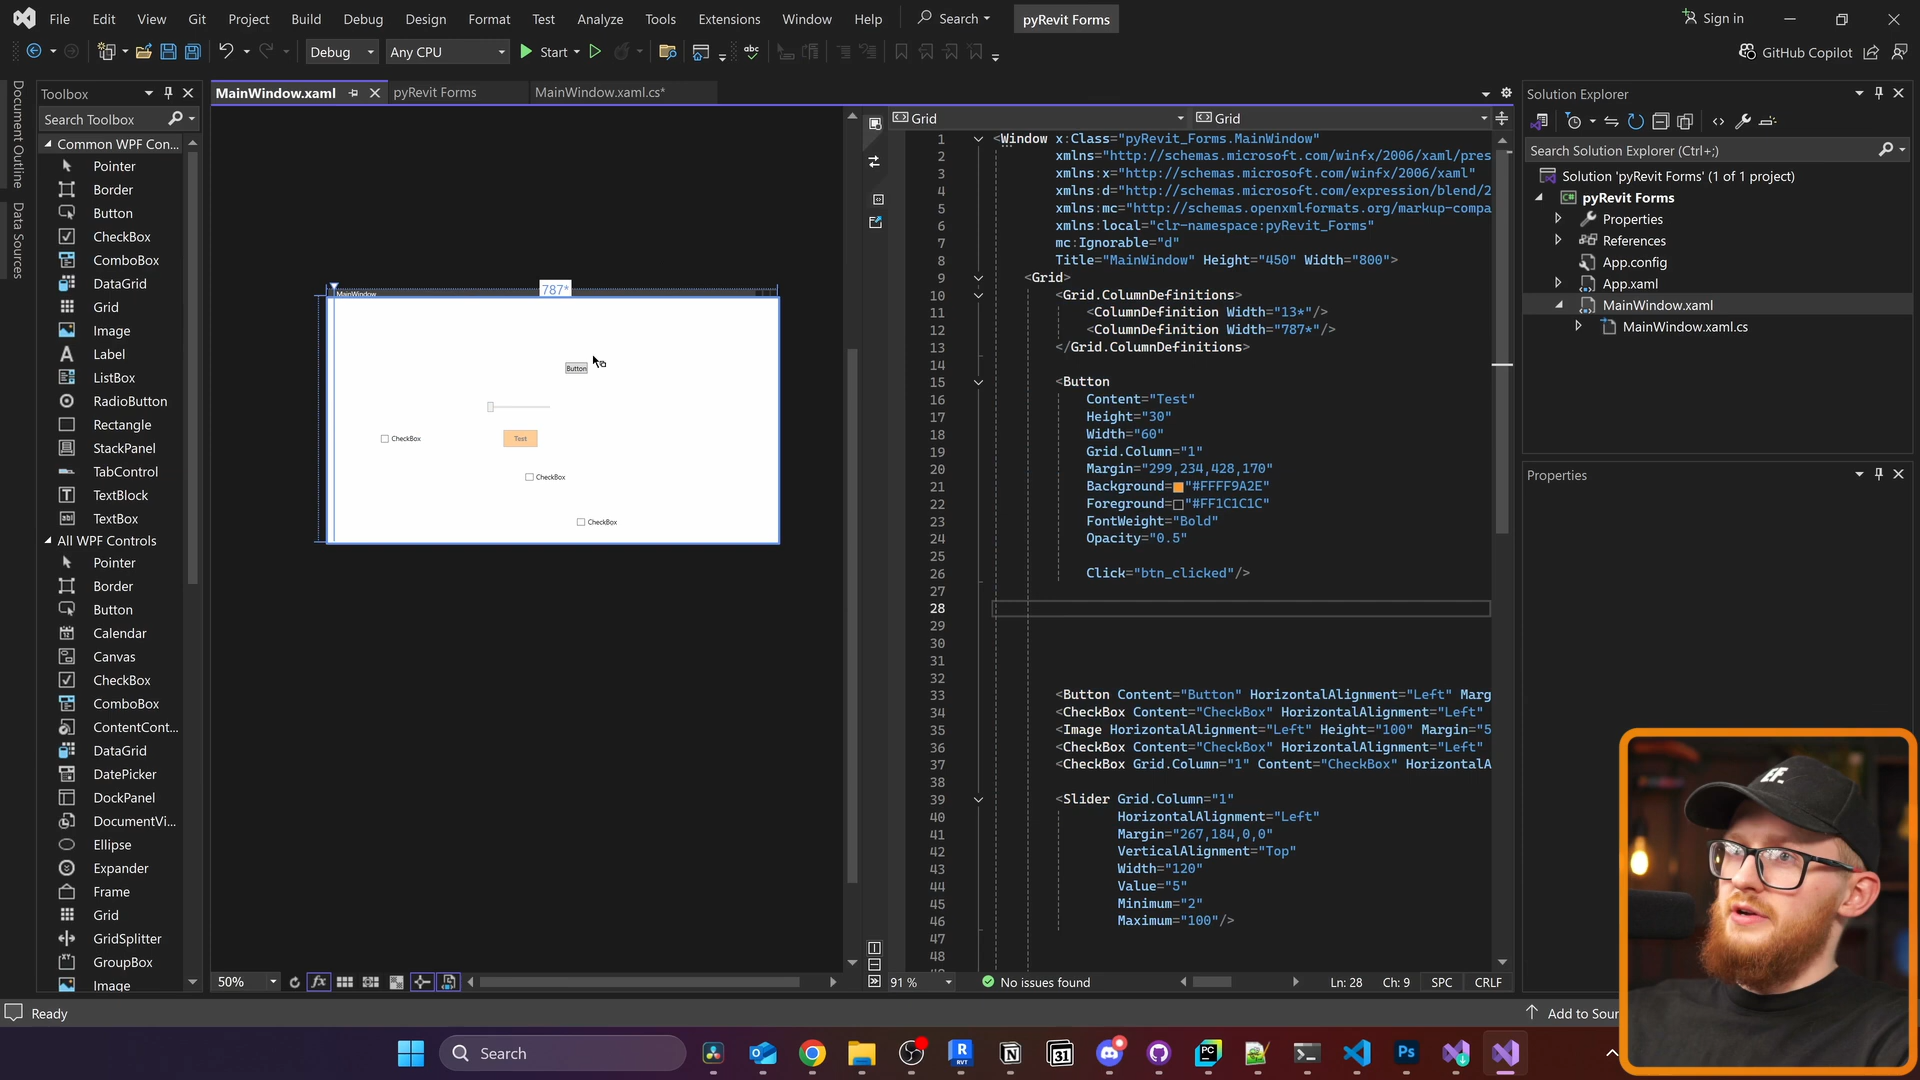 File Edit View Git Project Build Debug Design Format Test Analyze Tools Extensions Window Help Search pyRevit Forms Sign in
Debug Any CPU Start GitHub Copilot
Document Outline
Data Sources
Toolbox
Search Toolbox
Common WPF Con...
Pointer
Border
Button
CheckBox
ComboBox
DataGrid
Grid
Image
Label
ListBox
RadioButton
Rectangle
StackPanel
TabControl
TextBlock
TextBox
All WPF Controls
Pointer
Border
Button
Calendar
Canvas
CheckBox
ComboBox
ContentCont...
DataGrid
DatePicker
DockPanel
DocumentVi...
Ellipse
Expander
Frame
Grid
GridSplitter
GroupBox
Image
MainWindow.xaml pyRevit Forms MainWindow.xaml.cs*
787*
MainWindow
Button
CheckBox
Test
CheckBox
CheckBox
50%
Grid Grid
1 <Window x:Class="pyRevit_Forms.MainWindow"
2 xmlns="http://schemas.microsoft.com/winfx/2006/xaml/pres
3 xmlns:x="http://schemas.microsoft.com/winfx/2006/xaml"
4 xmlns:d="http://schemas.microsoft.com/expression/blend/2
5 xmlns:mc="http://schemas.openxmlformats.org/markup-compa
6 xmlns:local="clr-namespace:pyRevit_Forms"
7 mc:Ignorable="d"
8 Title="MainWindow" Height="450" Width="800">
9 <Grid>
10 <Grid.ColumnDefinitions>
11 <ColumnDefinition Width="13*"/>
12 <ColumnDefinition Width="787*"/>
13 </Grid.ColumnDefinitions>
14
15 <Button
16 Content="Test"
17 Height="30"
18 Width="60"
19 Grid.Column="1"
20 Margin="299,234,428,170"
21 Background="#FFFF9A2E"
22 Foreground="#FF1C1C1C"
23 FontWeight="Bold"
24 Opacity="0.5"
25
26 Click="btn_clicked"/>
27
28
29
30
31
32
33 <Button Content="Button" HorizontalAlignment="Left" Marg
34 <CheckBox Content="CheckBox" HorizontalAlignment="Left"
35 <Image HorizontalAlignment="Left" Height="100" Margin="5
36 <CheckBox Content="CheckBox" HorizontalAlignment="Left"
37 <CheckBox Grid.Column="1" Content="CheckBox" HorizontalA
38
39 <Slider Grid.Column="1"
40 HorizontalAlignment="Left"
41 Margin="267,184,0,0"
42 VerticalAlignment="Top"
43 Width="120"
44 Value="5"
45 Minimum="2"
46 Maximum="100"/>
47
48
91 % No issues found Ln: 28 Ch: 9 SPC CRLF
Solution Explorer
Search Solution Explorer (Ctrl+;)
Solution 'pyRevit Forms' (1 of 1 project)
pyRevit Forms
Properties
References
App.config
App.xaml
MainWindow.xaml
MainWindow.xaml.cs
Properties
EF.
Ready
Add to Sour
Search
R
RVT
31
PC
Ps